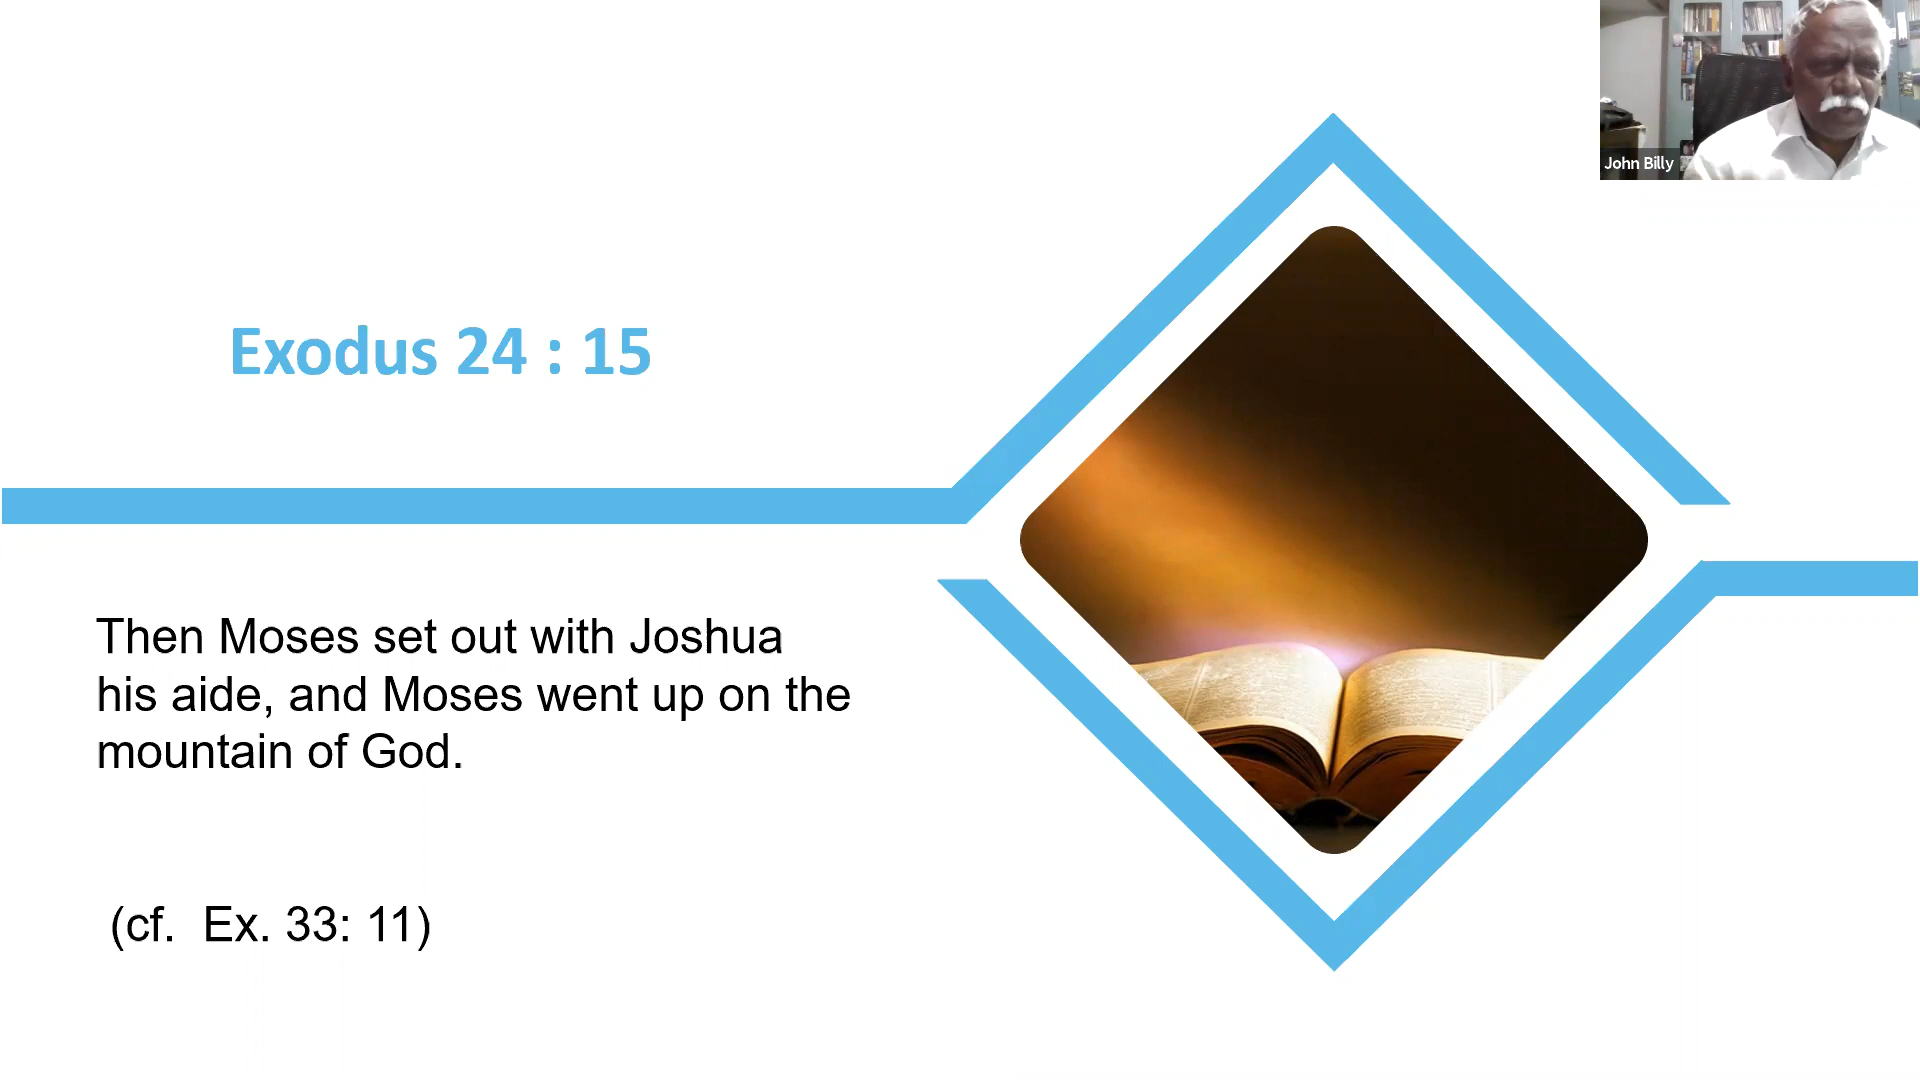 John Billy
Exodus 24 : 15
Then Moses set out with Joshua
his aide, and Moses went up on the
mountain of God.
(cf.  Ex. 33: 11)